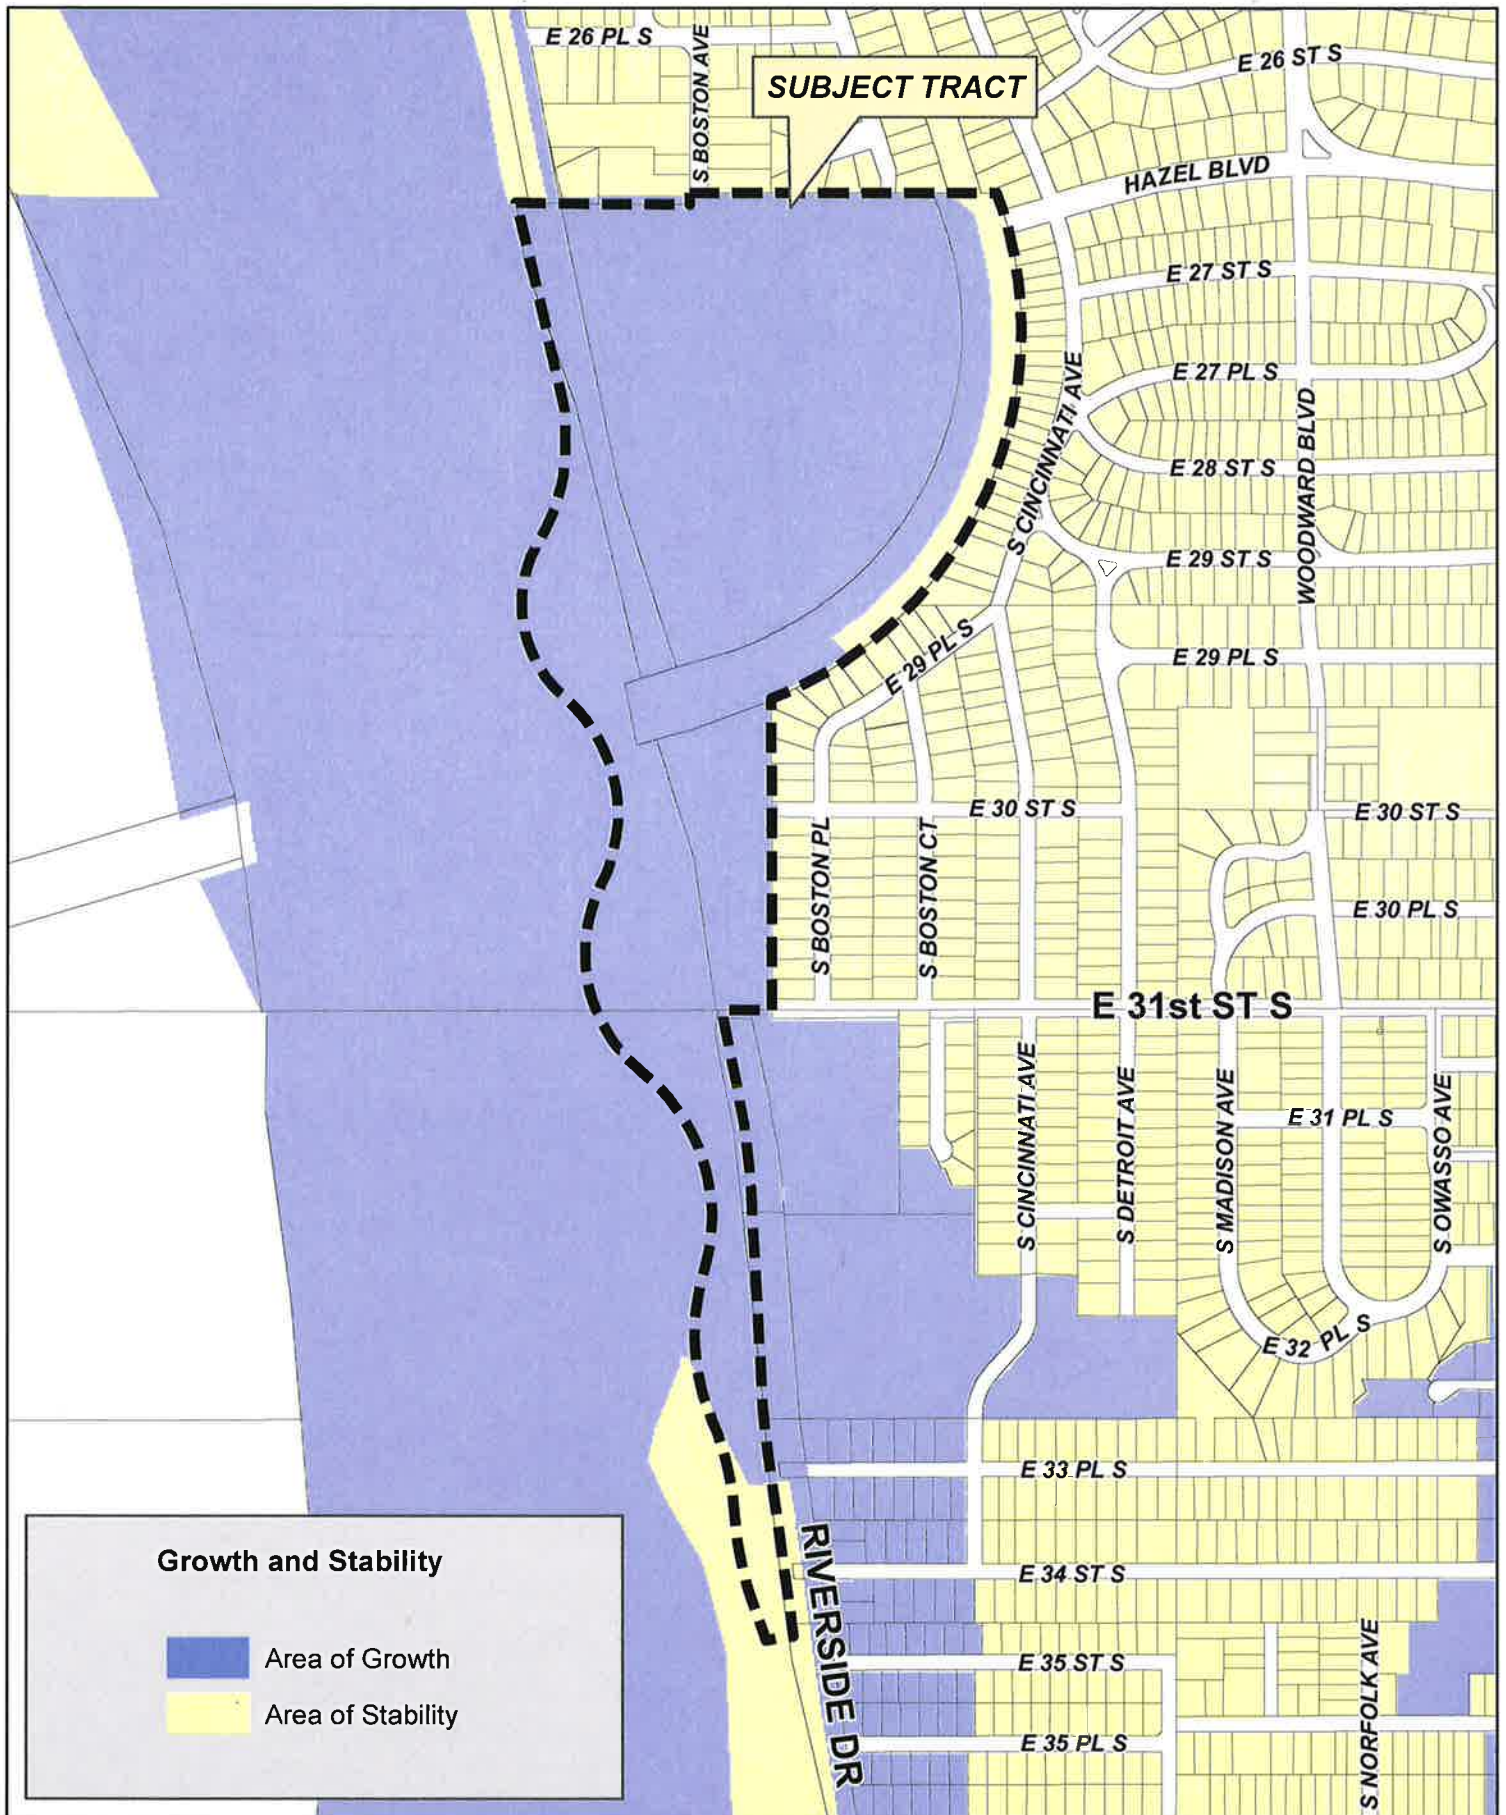 E 26 PL S
S BOSTON AVE
SUBJECT TRACT
E 26 ST S
HAZEL BLVD
E 27 ST S
E 27 PL S
S CINCINNATI AVE
WOODWARD BLVD
E 28 ST S
E 29 ST S
E 29 PL S
E 29 PL S
E 30 ST S
E 30 ST S
S BOSTON PL
S BOSTON CT
E 30 PL S
E 31st ST S
S CINCINNATI AVE
S DETROIT AVE
S MADISON AVE
E 31 PL S
S OWASSO AVE
E 32 PL S
E 33 PL S
RIVERSIDE DR
E 34 ST S
E 35 ST S
S NORFOLK AVE
E 35 PL S
Growth and Stability
Area of Growth
Area of Stability